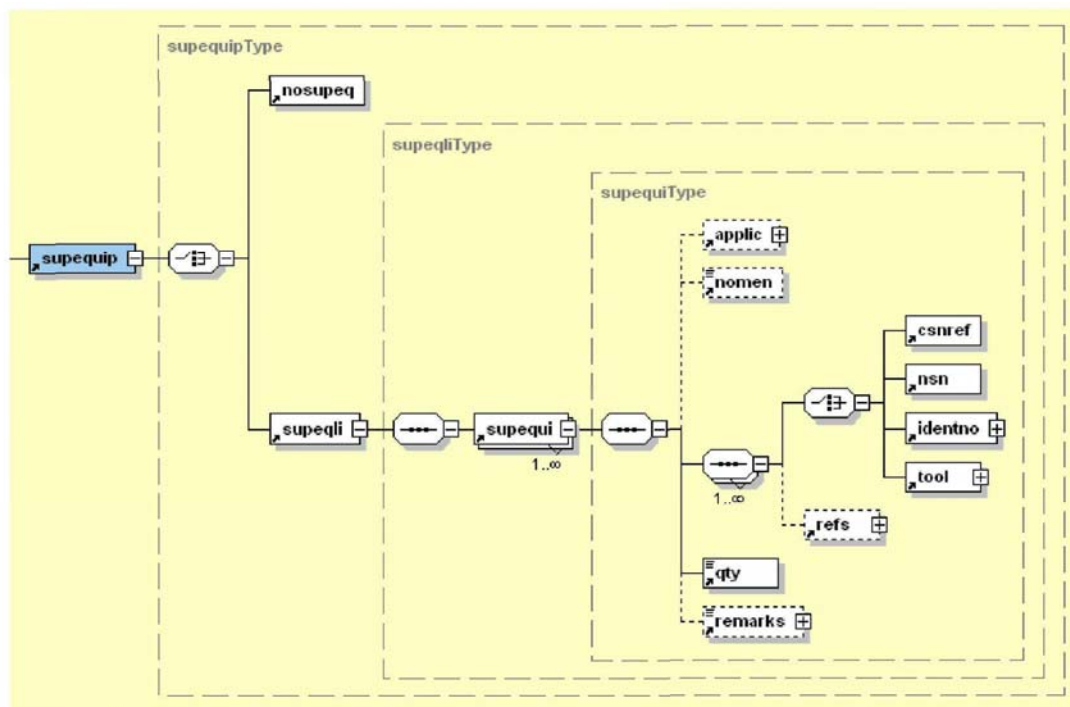 supequipType
nosupeq
supeqliType
supequiType
applic
supequip
nomen
csnref
nsn
supeqli
supequi
identno
1..∞
tool
1..∞
refs
qty
remarks